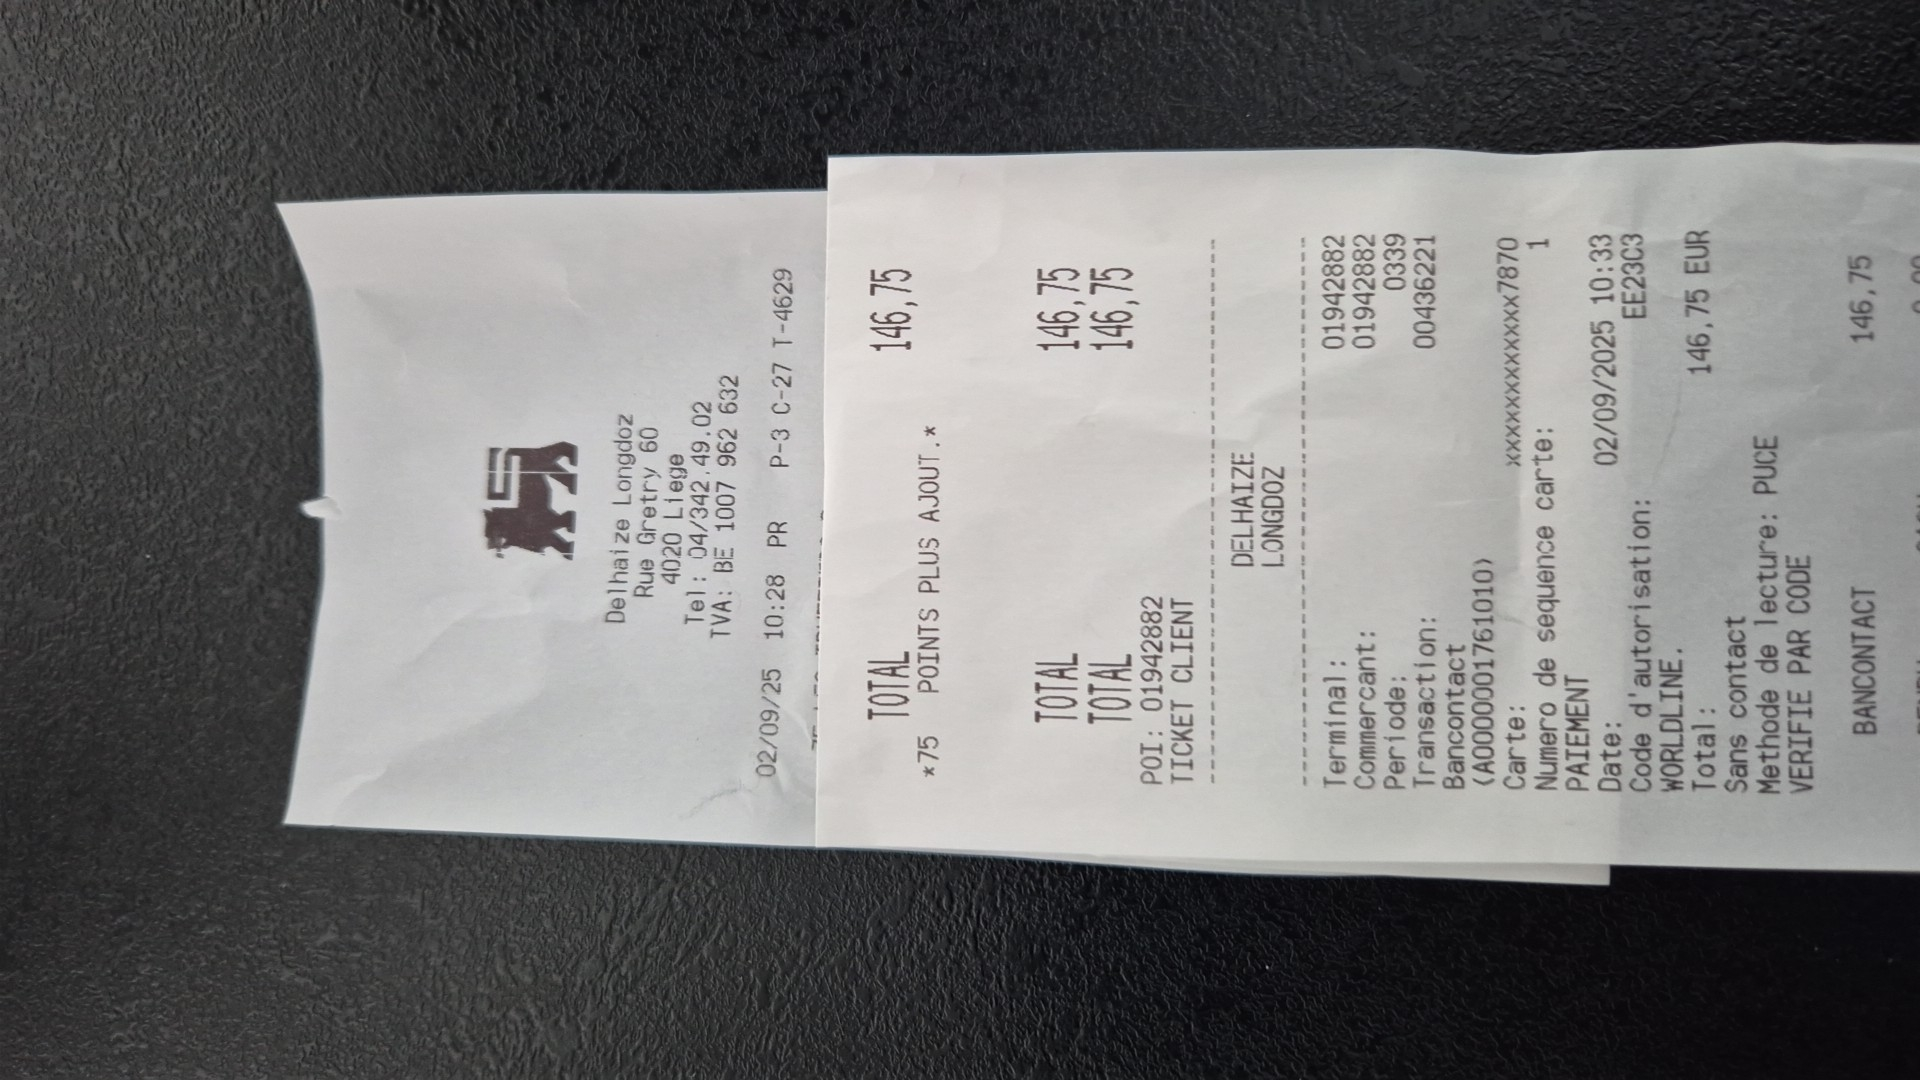 Delhaize Longdoz
Rue Gretry 60
4020 Liege
Tel : 04/342.49.02
TVA: BE 1007 962 632
02/09/25 10:28 PR P-3 C-27 T-4629
TOTAL 146,75
*75 POINTS PLUS AJOUT.*
TOTAL 146,75
TOTAL 146,75
POI: 01942882
TICKET CLIENT
DELHAIZE
LONGDOZ
Terminal: 01942882
Commercant: 01942882
Periode: 0339
Transaction: 00436221
Bancontact
(A0000001761010)
Carte: xxxxxxxxxxxxx7870
Numero de sequence carte: 1
PAIEMENT
Date: 02/09/2025 10:33
Code d'autorisation: EE23C3
WORLDLINE.
Total: 146,75 EUR
Sans contact
Methode de lecture: PUCE
VERIFIE PAR CODE
BANCONTACT 146,75